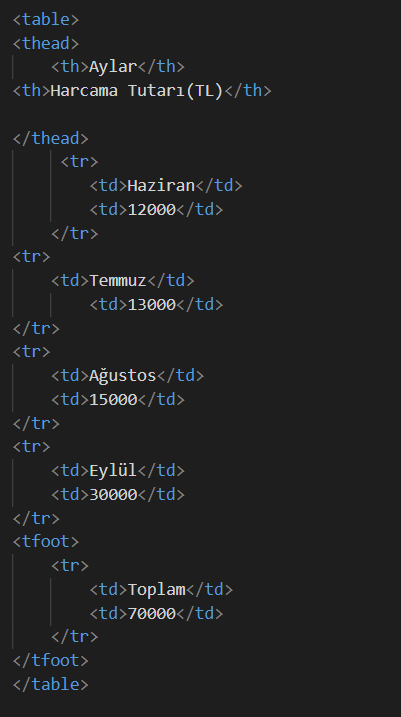 <table>
<thead>
<th>Aylar</th>
<th>Harcama Tutarı(TL)</th>
</thead>
<tr>
<td>Haziran</td>
<td>12000</td>
</tr>
<tr>
<td>Temmuz</td>
<td>13000</td>
</tr>
<tr>
<td>Ağustos</td>
<td>15000</td>
</tr>
<tr>
<td>Eylül</td>
<td>30000</td>
</tr>
<tfoot>
<tr>
<td>Toplam</td>
<td>70000</td>
</tr>
</tfoot>
</table>